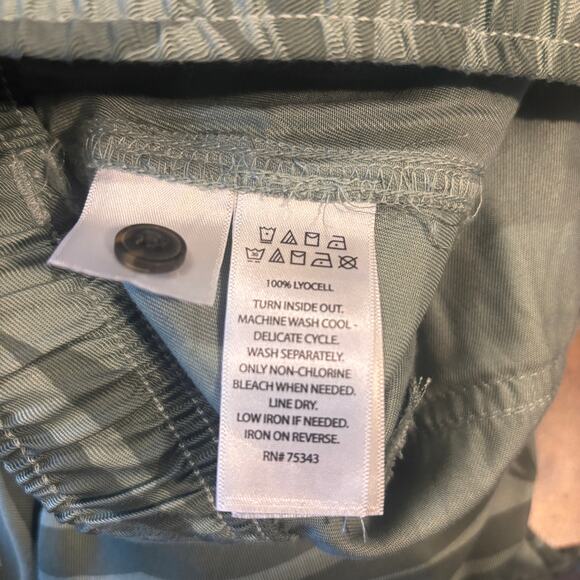 100% LYOCELL
TURN INSIDE OUT.
MACHINE WASH COOL -
DELICATE CYCLE.
WASH SEPARATELY.
ONLY NON-CHLORINE
BLEACH WHEN NEEDED.
LINE DRY.
LOW IRON IF NEEDED.
IRON ON REVERSE.
RN# 75343